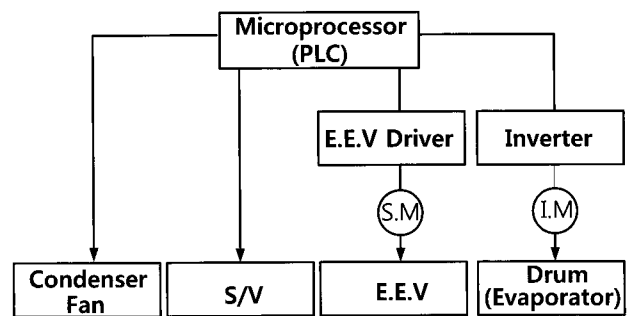 Microprocessor
(PLC)
E.E.V Driver
Inverter
S.M
I.M
Condenser
Fan
S/V
E.E.V
Drum
(Evaporator)